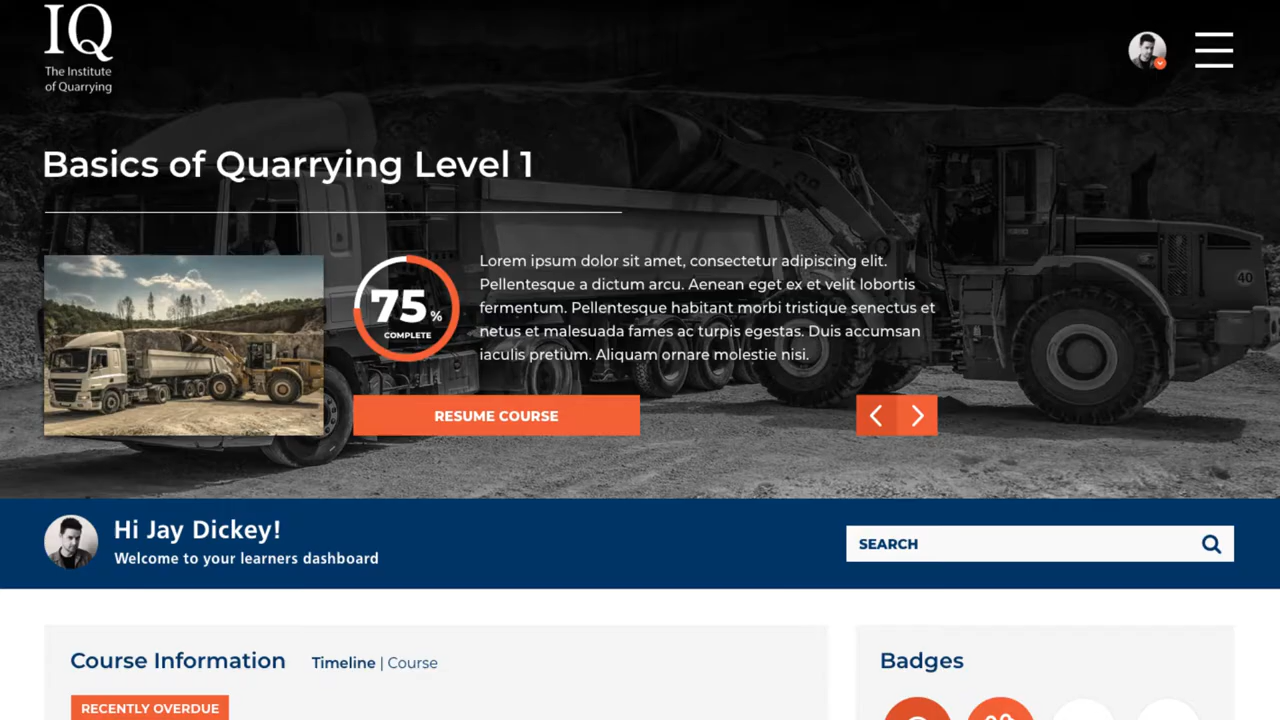 IQ
The Institute
of Quarrying
Basics of Quarrying Level 1
75%
COMPLETE
Lorem ipsum dolor sit amet, consectetur adipiscing elit.
Pellentesque a dictum arcu. Aenean eget ex et velit lobortis
fermentum. Pellentesque habitant morbi tristique senectus et
netus et malesuada fames ac turpis egestas. Duis accumsan
iaculis pretium. Aliquam ornare molestie nisi.
40
RESUME COURSE
Hi Jay Dickey!
Welcome to your learners dashboard
SEARCH
Course Information
Timeline | Course
Badges
RECENTLY OVERDUE